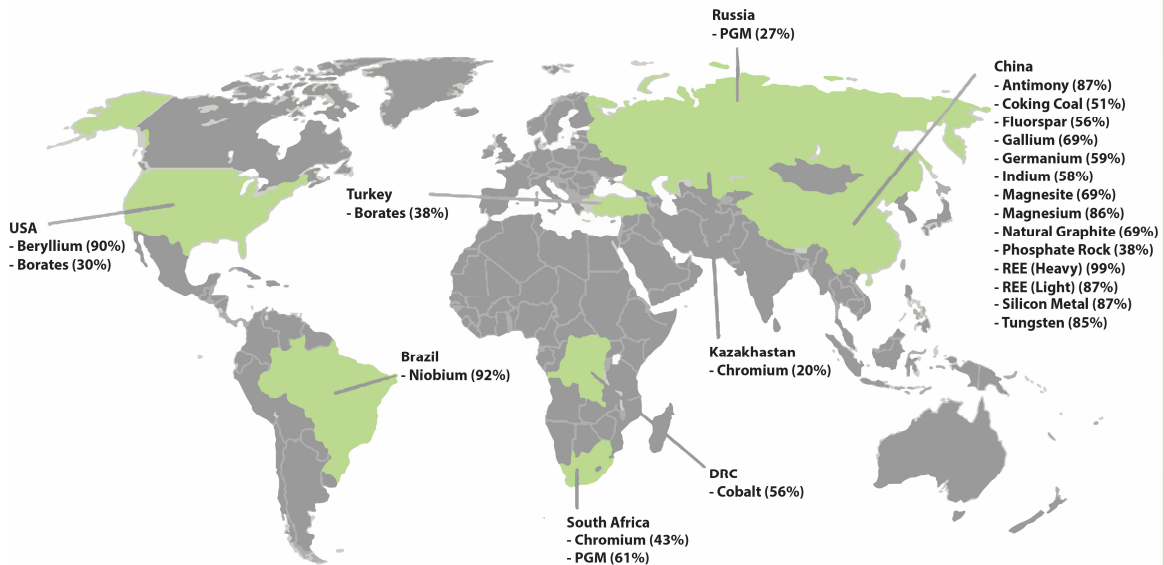 Russia
- PGM (27%)
China
- Antimony (87%)
- Coking Coal (51%)
- Fluorspar (56%)
- Gallium (69%)
- Germanium (59%)
- Indium (58%)
- Magnesite (69%)
- Magnesium (86%)
- Natural Graphite (69%)
- Phosphate Rock (38%)
- REE (Heavy) (99%)
- REE (Light) (87%)
- Silicon Metal (87%)
- Tungsten (85%)
Turkey
- Borates (38%)
USA
- Beryllium (90%)
- Borates (30%)
Brazil
- Niobium (92%)
Kazakhastan
- Chromium (20%)
DRC
- Cobalt (56%)
South Africa
- Chromium (43%)
- PGM (61%)